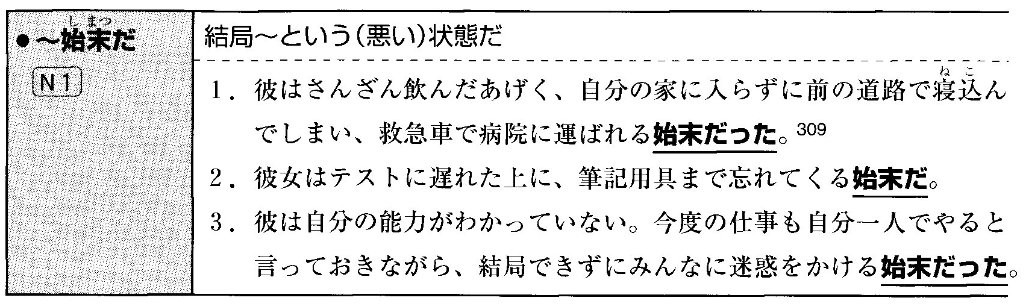 ●～始末だ
しまつ
N1
結局～という（悪い）状態だ
1．彼はさんざん飲んだあげく、自分の家に入らずに前の道路で寝込ん
ねこ
でしまい、救急車で病院に運ばれる始末だった。309
2．彼女はテストに遅れた上に、筆記用具まで忘れてくる始末だ。
3．彼は自分の能力がわかっていない。今度の仕事も自分一人でやると
言っておきながら、結局できずにみんなに迷惑をかける始末だった。